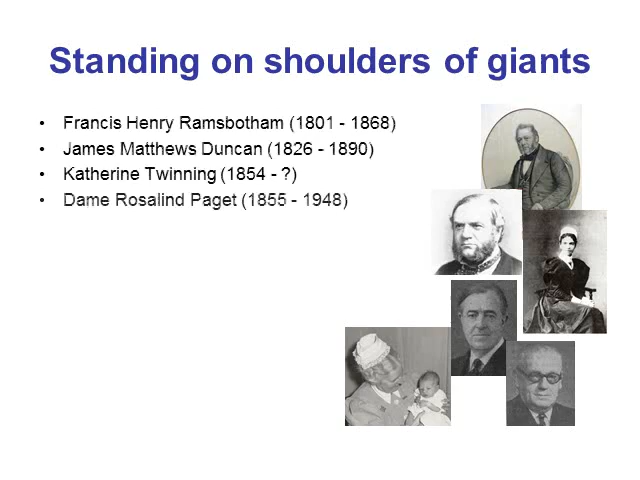 Standing on shoulders of giants
• Francis Henry Ramsbotham (1801 - 1868)
• James Matthews Duncan (1826 - 1890)
• Katherine Twinning (1854 - ?)
• Dame Rosalind Paget (1855 - 1948)